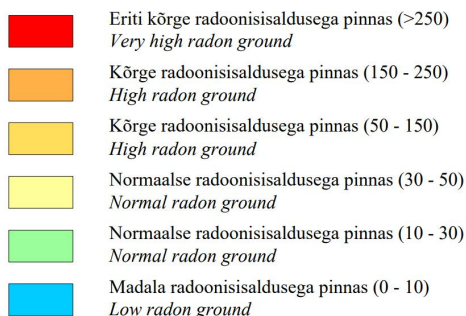 Eriti kõrge radoonisisaldusega pinnas (>250)
Very high radon ground
Kõrge radoonisisaldusega pinnas (150 - 250)
High radon ground
Kõrge radoonisisaldusega pinnas (50 - 150)
High radon ground
Normaalse radoonisisaldusega pinnas (30 - 50)
Normal radon ground
Normaalse radoonisisaldusega pinnas (10 - 30)
Normal radon ground
Madala radoonisisaldusega pinnas (0 - 10)
Low radon ground